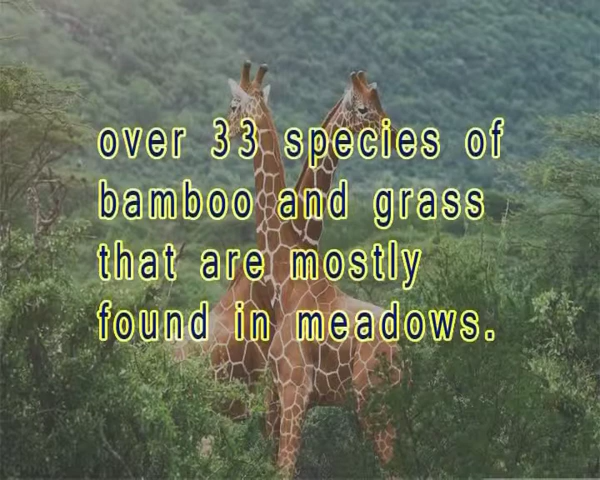 over 33 species of
bamboo and grass
that are mostly
found in meadows.